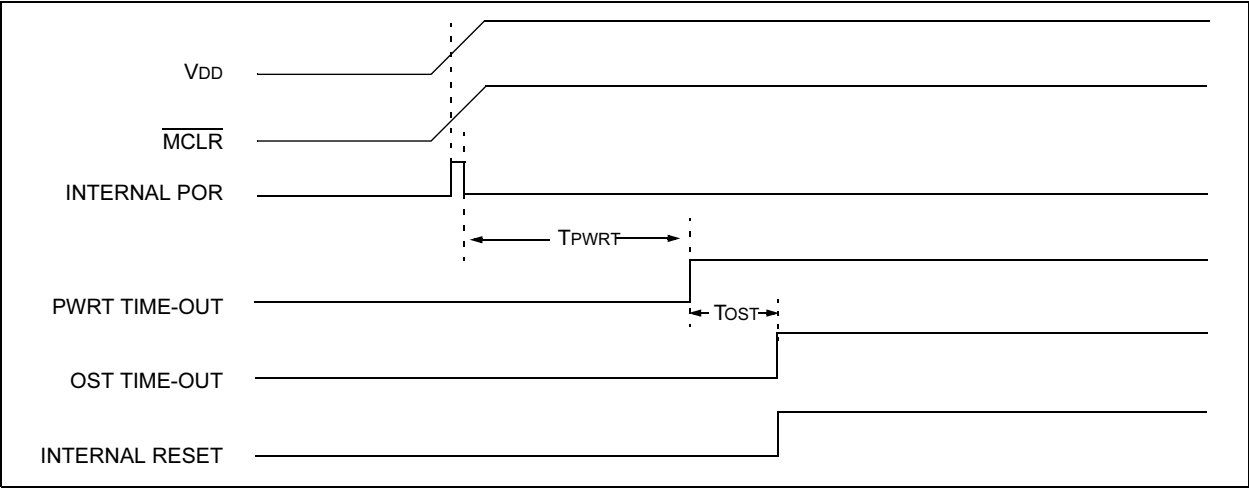 VDD
MCLR
INTERNAL POR
TPWRT
PWRT TIME-OUT
TOST
OST TIME-OUT
INTERNAL RESET